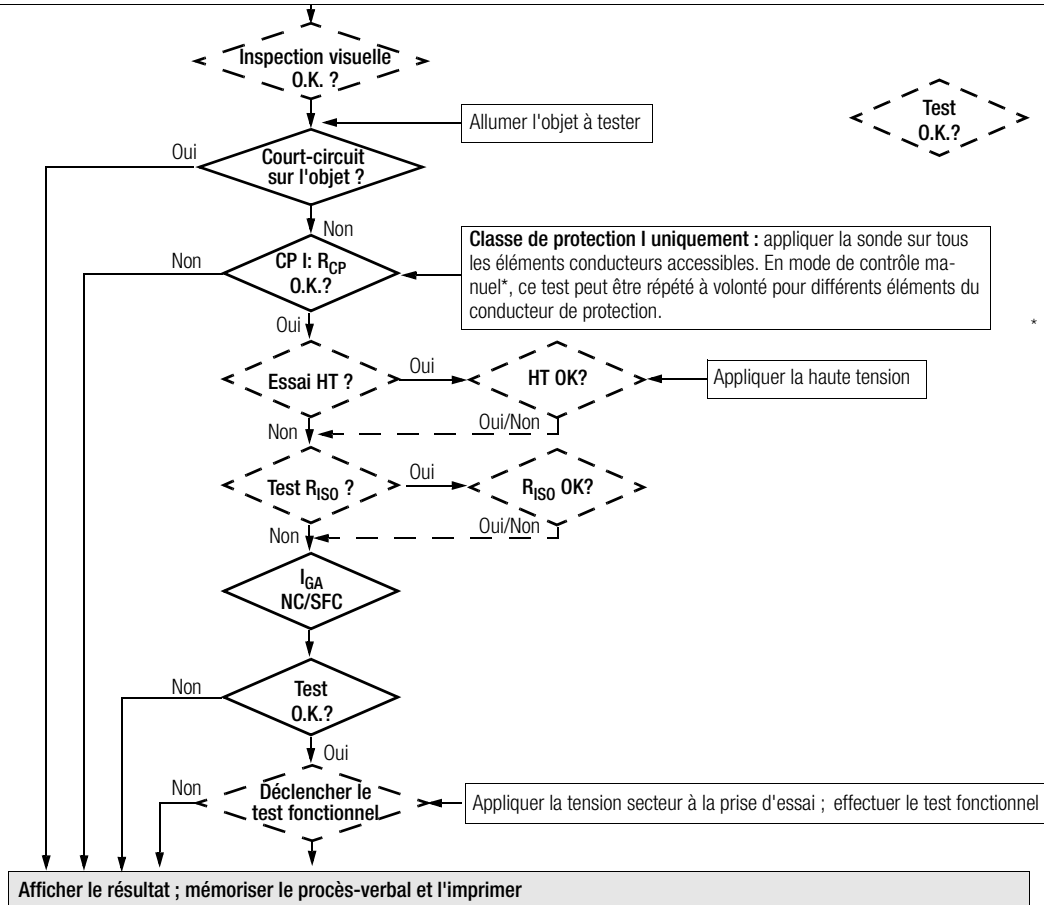 Inspection visuelle
O.K. ?
Test
O.K.?
Allumer l'objet à tester
Oui
Court-circuit
sur l'objet ?
Non
Non
CP I: RCP
O.K.?
Classe de protection I uniquement : appliquer la sonde sur tous
les éléments conducteurs accessibles. En mode de contrôle ma-
nuel*, ce test peut être répété à volonté pour différents éléments du
conducteur de protection.
*
Oui
Essai HT ?
Oui
HT OK?
Appliquer la haute tension
Oui/Non
Non
Test RISO ?
Oui
RISO OK?
Oui/Non
Non
IGA
NC/SFC
Non
Test
O.K.?
Oui
Non
Déclencher le
test fonctionnel
Appliquer la tension secteur à la prise d'essai ; effectuer le test fonctionnel
Afficher le résultat ; mémoriser le procès-verbal et l'imprimer